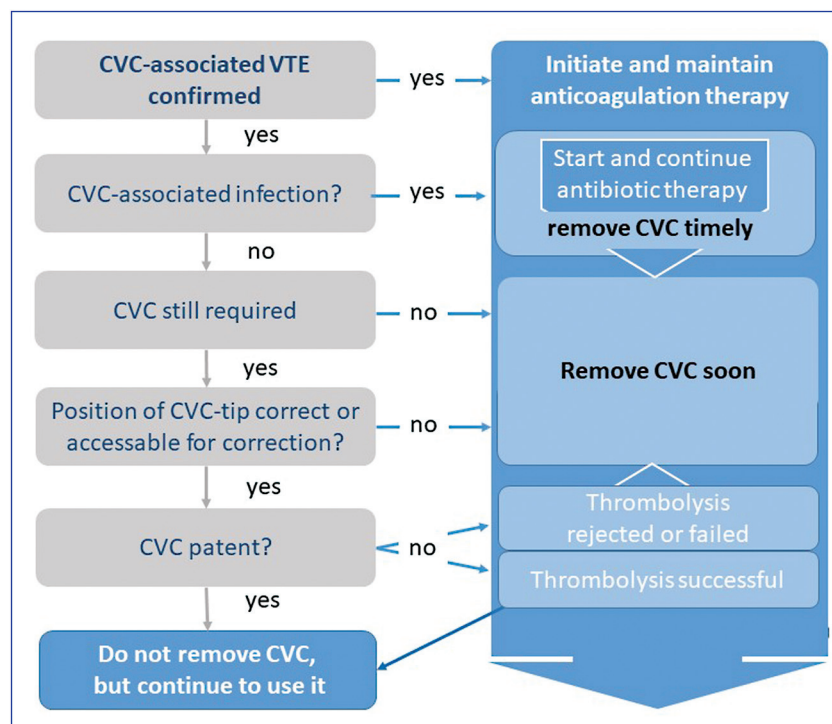 CVC-associated VTE
confirmed
yes
Initiate and maintain
anticoagulation therapy
yes
CVC-associated infection?
yes
Start and continue
antibiotic therapy
remove CVC timely
no
CVC still required
no
Remove CVC soon
yes
Position of CVC-tip correct or
accessable for correction?
no
yes
CVC patent?
no
Thrombolysis
rejected or failed
Thrombolysis successful
yes
Do not remove CVC,
but continue to use it